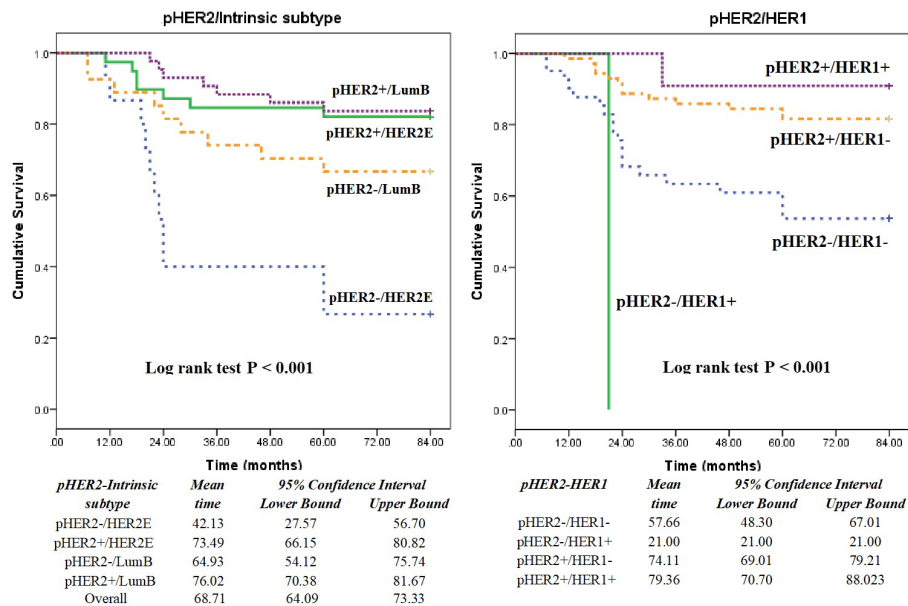 pHER2/Intrinsic subtype
1.0
0.8
0.6
0.4
0.2
0.0
Cumulative Survival
pHER2+/LumB
pHER2+/HER2E
pHER2-/LumB
pHER2-/HER2E
Log rank test P < 0.001
.00 12.00 24.00 36.00 48.00 60.00 72.00 84.00
Time (months)
pHER2-Intrinsic Mean 95% Confidence Interval
subtype time Lower Bound Upper Bound
pHER2-/HER2E 42.13 27.57 56.70
pHER2+/HER2E 73.49 66.15 80.82
pHER2-/LumB 64.93 54.12 75.74
pHER2+/LumB 76.02 70.38 81.67
Overall 68.71 64.09 73.33
pHER2/HER1
1.0
0.8
0.6
0.4
0.2
0.0
Cumulative Survival
pHER2+/HER1+
pHER2+/HER1-
pHER2-/HER1-
pHER2-/HER1+
Log rank test P < 0.001
.00 12.00 24.00 36.00 48.00 60.00 72.00 84.00
Time (months)
pHER2-HER1 Mean 95% Confidence Interval
time Lower Bound Upper Bound
pHER2-/HER1- 57.66 48.30 67.01
pHER2-/HER1+ 21.00 21.00 21.00
pHER2+/HER1- 74.11 69.01 79.21
pHER2+/HER1+ 79.36 70.70 88.023